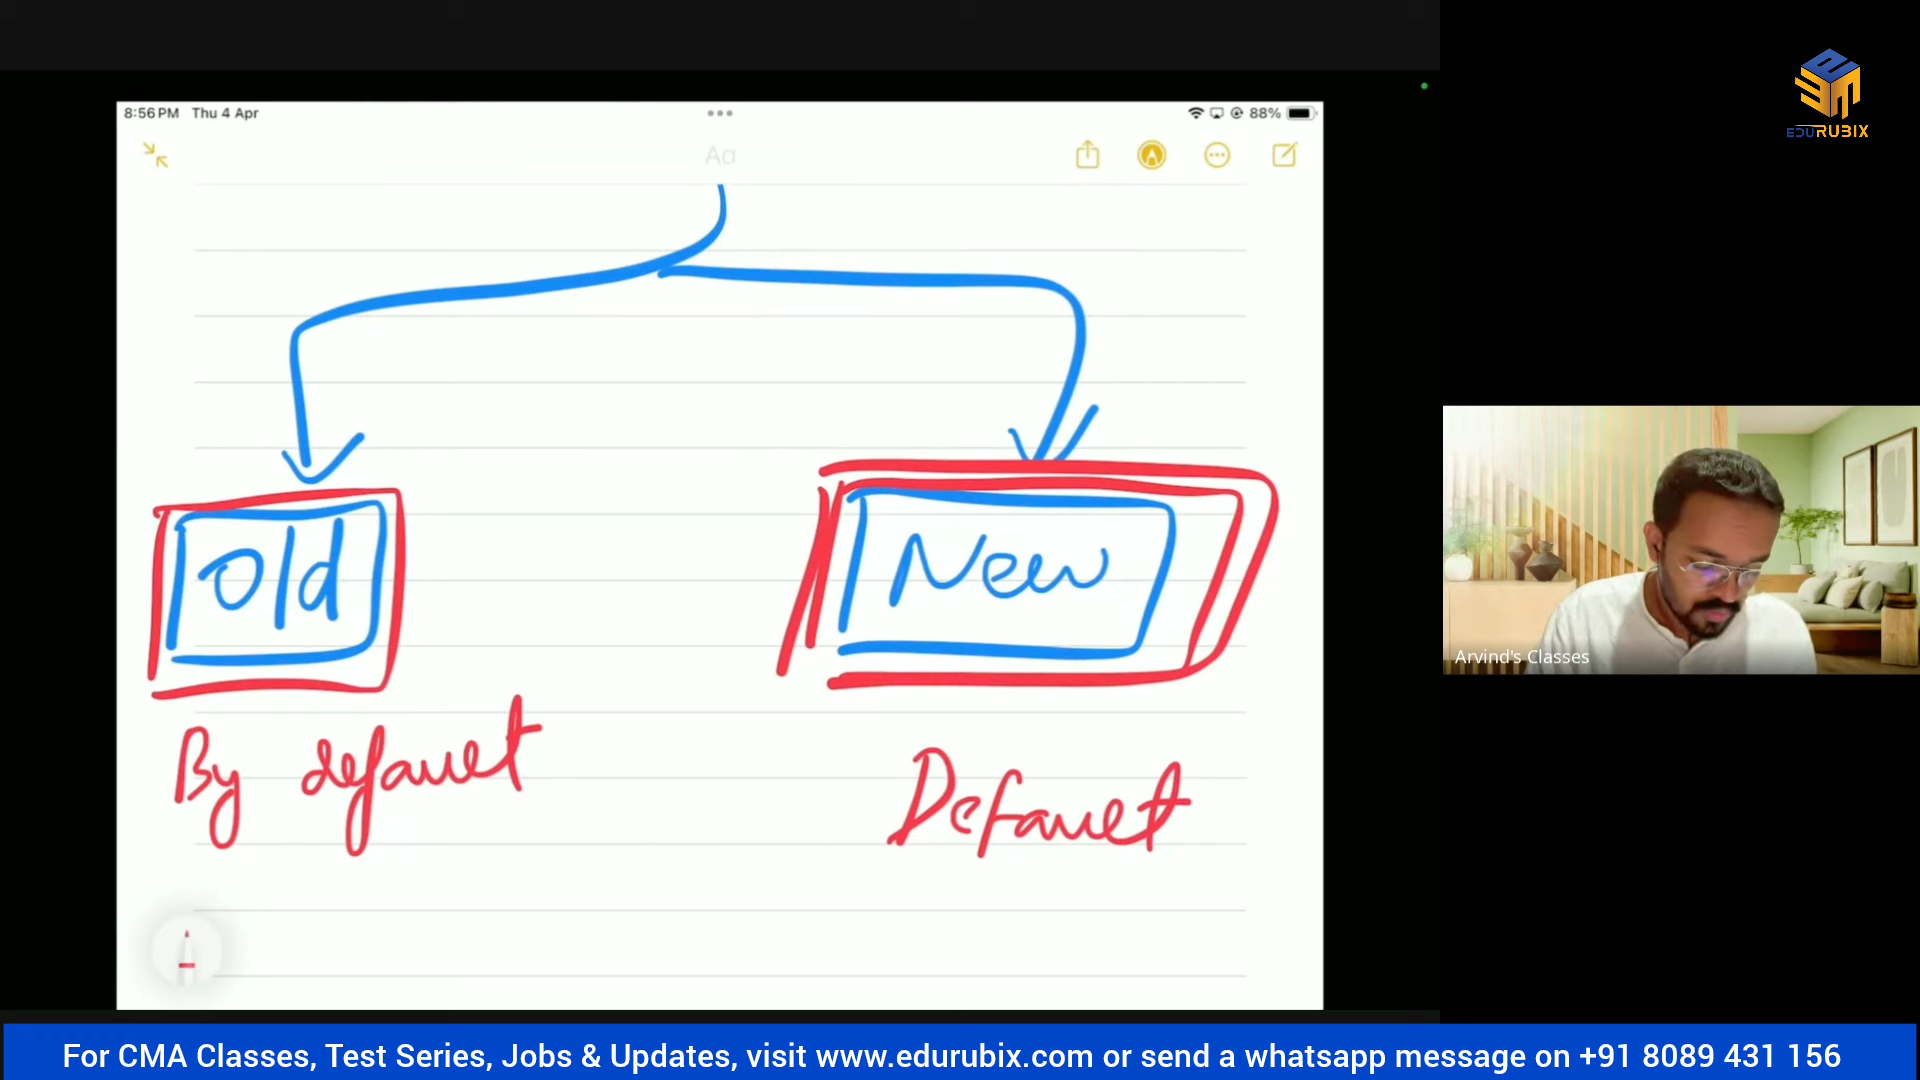 8:56 PM Thu 4 Apr
88%
Aa
EDURUBIX
Old
New
By default
Default
Arvind's Classes
For CMA Classes, Test Series, Jobs & Updates, visit www.edurubix.com or send a whatsapp message on +91 8089 431 156